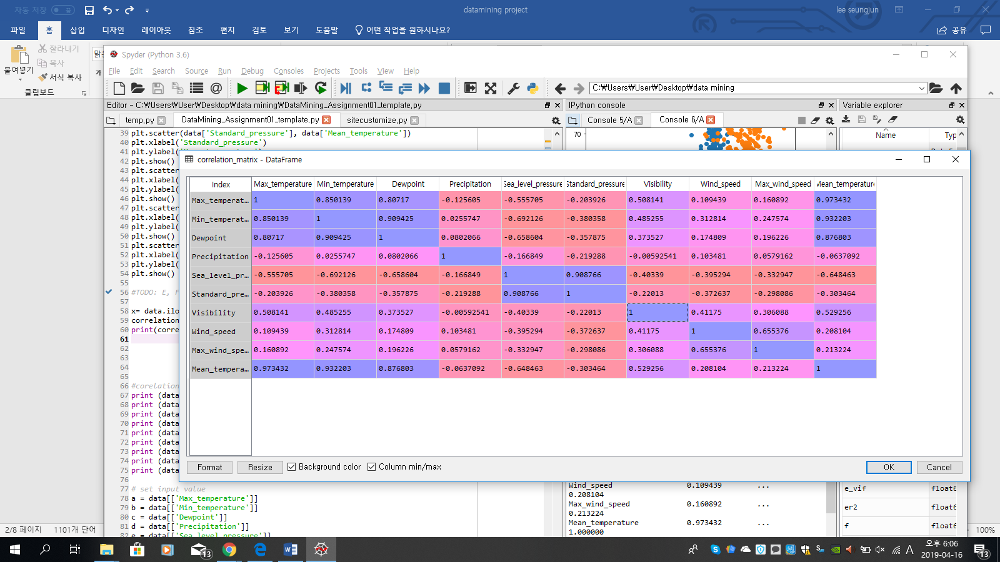 자동 저장
datamining project
lee seungjun
파일 홈 삽입 디자인 레이아웃 참조 편지 검토 보기 도움말 어떤 작업을 원하시나요?
공유
붙여넣기
잘라내기
복사
서식 복사
클립보드
가
Spyder (Python 3.6)
File Edit Search Source Run Debug Consoles Projects Tools View Help
C:₩Users₩User₩Desktop₩data mining
Editor - C:₩Users₩User₩Desktop₩data mining₩DataMining_Assignment01_template.py
IPython console
Variable explorer
temp.py DataMining_Assignment01_template.py sitecustomize.py
Console 5/A Console 6/A
70
Name Typ
39 plt.scatter(data['Standard_pressure'], data['Mean_temperature'])
40 plt.xlabel('Standard_pressure')
41 plt.ylabel(
42 plt.show()
43 plt.scatter
44 plt.xlabel(
45 plt.ylabel(
46 plt.show()
47 plt.scatter
48 plt.xlabel(
49 plt.ylabel(
50 plt.show()
51 plt.scatter
52 plt.xlabel(
53 plt.ylabel(
54 plt.show()
55
56 #TODO: E, F
57
58 x= data.ilo
59 correlation
60 print(corre
61
62
63
64
65
66 #corelation
67 print (data
68 print (data
69 print (data
70 print (data
71 print (data
72 print (data
73 print (data
74 print (data
75 print (data
76
77 # set input value
78 a = data[['Max_temperature']]
79 b = data[['Min_temperature']]
80 c = data[['Dewpoint']]
81 d = data[['Precipitation']]
82 e = data[['Sea_level_pressure']]
correlation_matrix - DataFrame
Index Max_temperature Min_temperature Dewpoint Precipitation Sea_level_pressure Standard_pressure Visibility Wind_speed Max_wind_speed Mean_temperature
Max_temperat... 1 0.850139 0.80717 -0.125605 -0.555705 -0.203926 0.508141 0.109439 0.160892 0.973432
Min_temperat... 0.850139 1 0.909425 0.0255747 -0.692126 -0.380358 0.485255 0.312814 0.247574 0.932203
Dewpoint 0.80717 0.909425 1 0.0802066 -0.658604 -0.357875 0.373527 0.174809 0.196226 0.876803
Precipitation -0.125605 0.0255747 0.0802066 1 -0.166849 -0.219288 -0.00592541 0.103481 0.0579162 -0.0637092
Sea_level_pr... -0.555705 -0.692126 -0.658604 -0.166849 1 0.908766 -0.40339 -0.395294 -0.332947 -0.648463
Standard_pre... -0.203926 -0.380358 -0.357875 -0.219288 0.908766 1 -0.22013 -0.372637 -0.298086 -0.303464
Visibility 0.508141 0.485255 0.373527 -0.00592541 -0.40339 -0.22013 1 0.41175 0.306088 0.529256
Wind_speed 0.109439 0.312814 0.174809 0.103481 -0.395294 -0.372637 0.41175 1 0.655376 0.208104
Max_wind_spe... 0.160892 0.247574 0.196226 0.0579162 -0.332947 -0.298086 0.306088 0.655376 1 0.213224
Mean_tempera... 0.973432 0.932203 0.876803 -0.0637092 -0.648463 -0.303464 0.529256 0.208104 0.213224 1
Format Resize Background color Column min/max OK Cancel
Wind_speed 0.109439 ...
0.208104
Max_wind_speed 0.160892 ...
0.213224
Mean_temperature 0.973432 ...
1.000000
e_vif float6
er2 float6
f float6
2/8 페이지 1101개 단어
100%
13
A
오후 6:06
2019-04-16
13